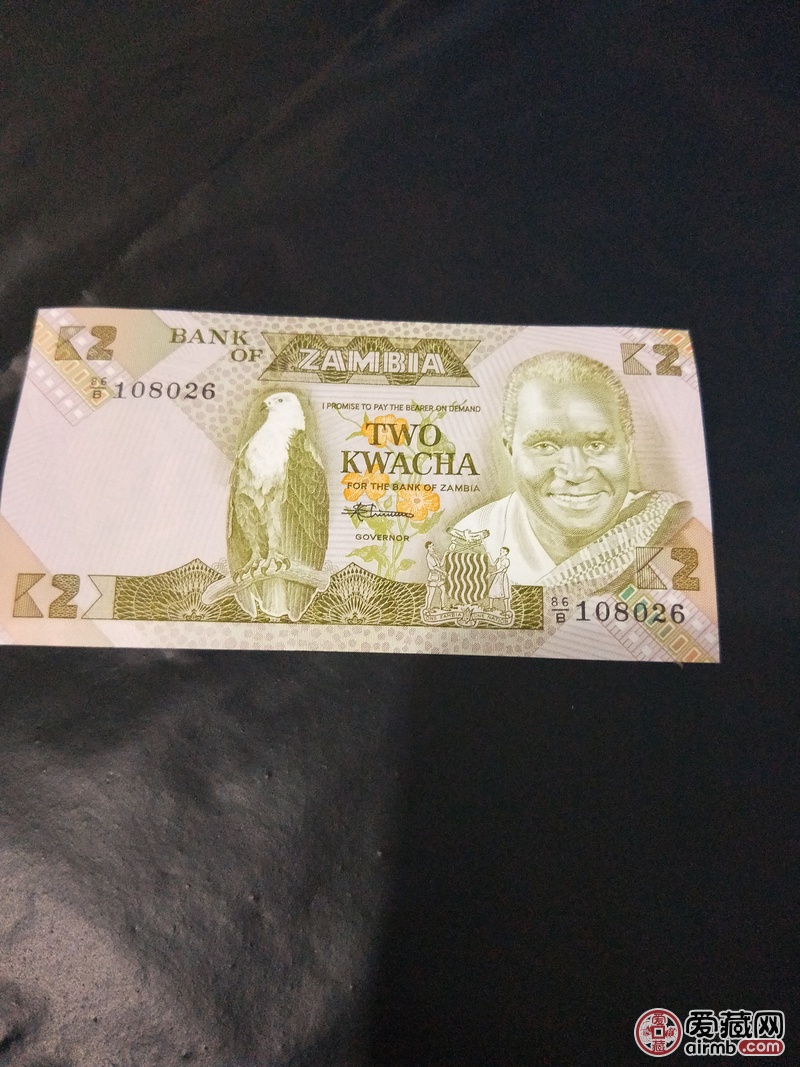 K2
BANK
OF
ZAMBIA
K2
86/B 108026
I PROMISE TO PAY THE BEARER ON DEMAND
TWO
KWACHA
FOR THE BANK OF ZAMBIA
GOVERNOR
K2
K2
86/B 108026
爱藏网
airmb.com